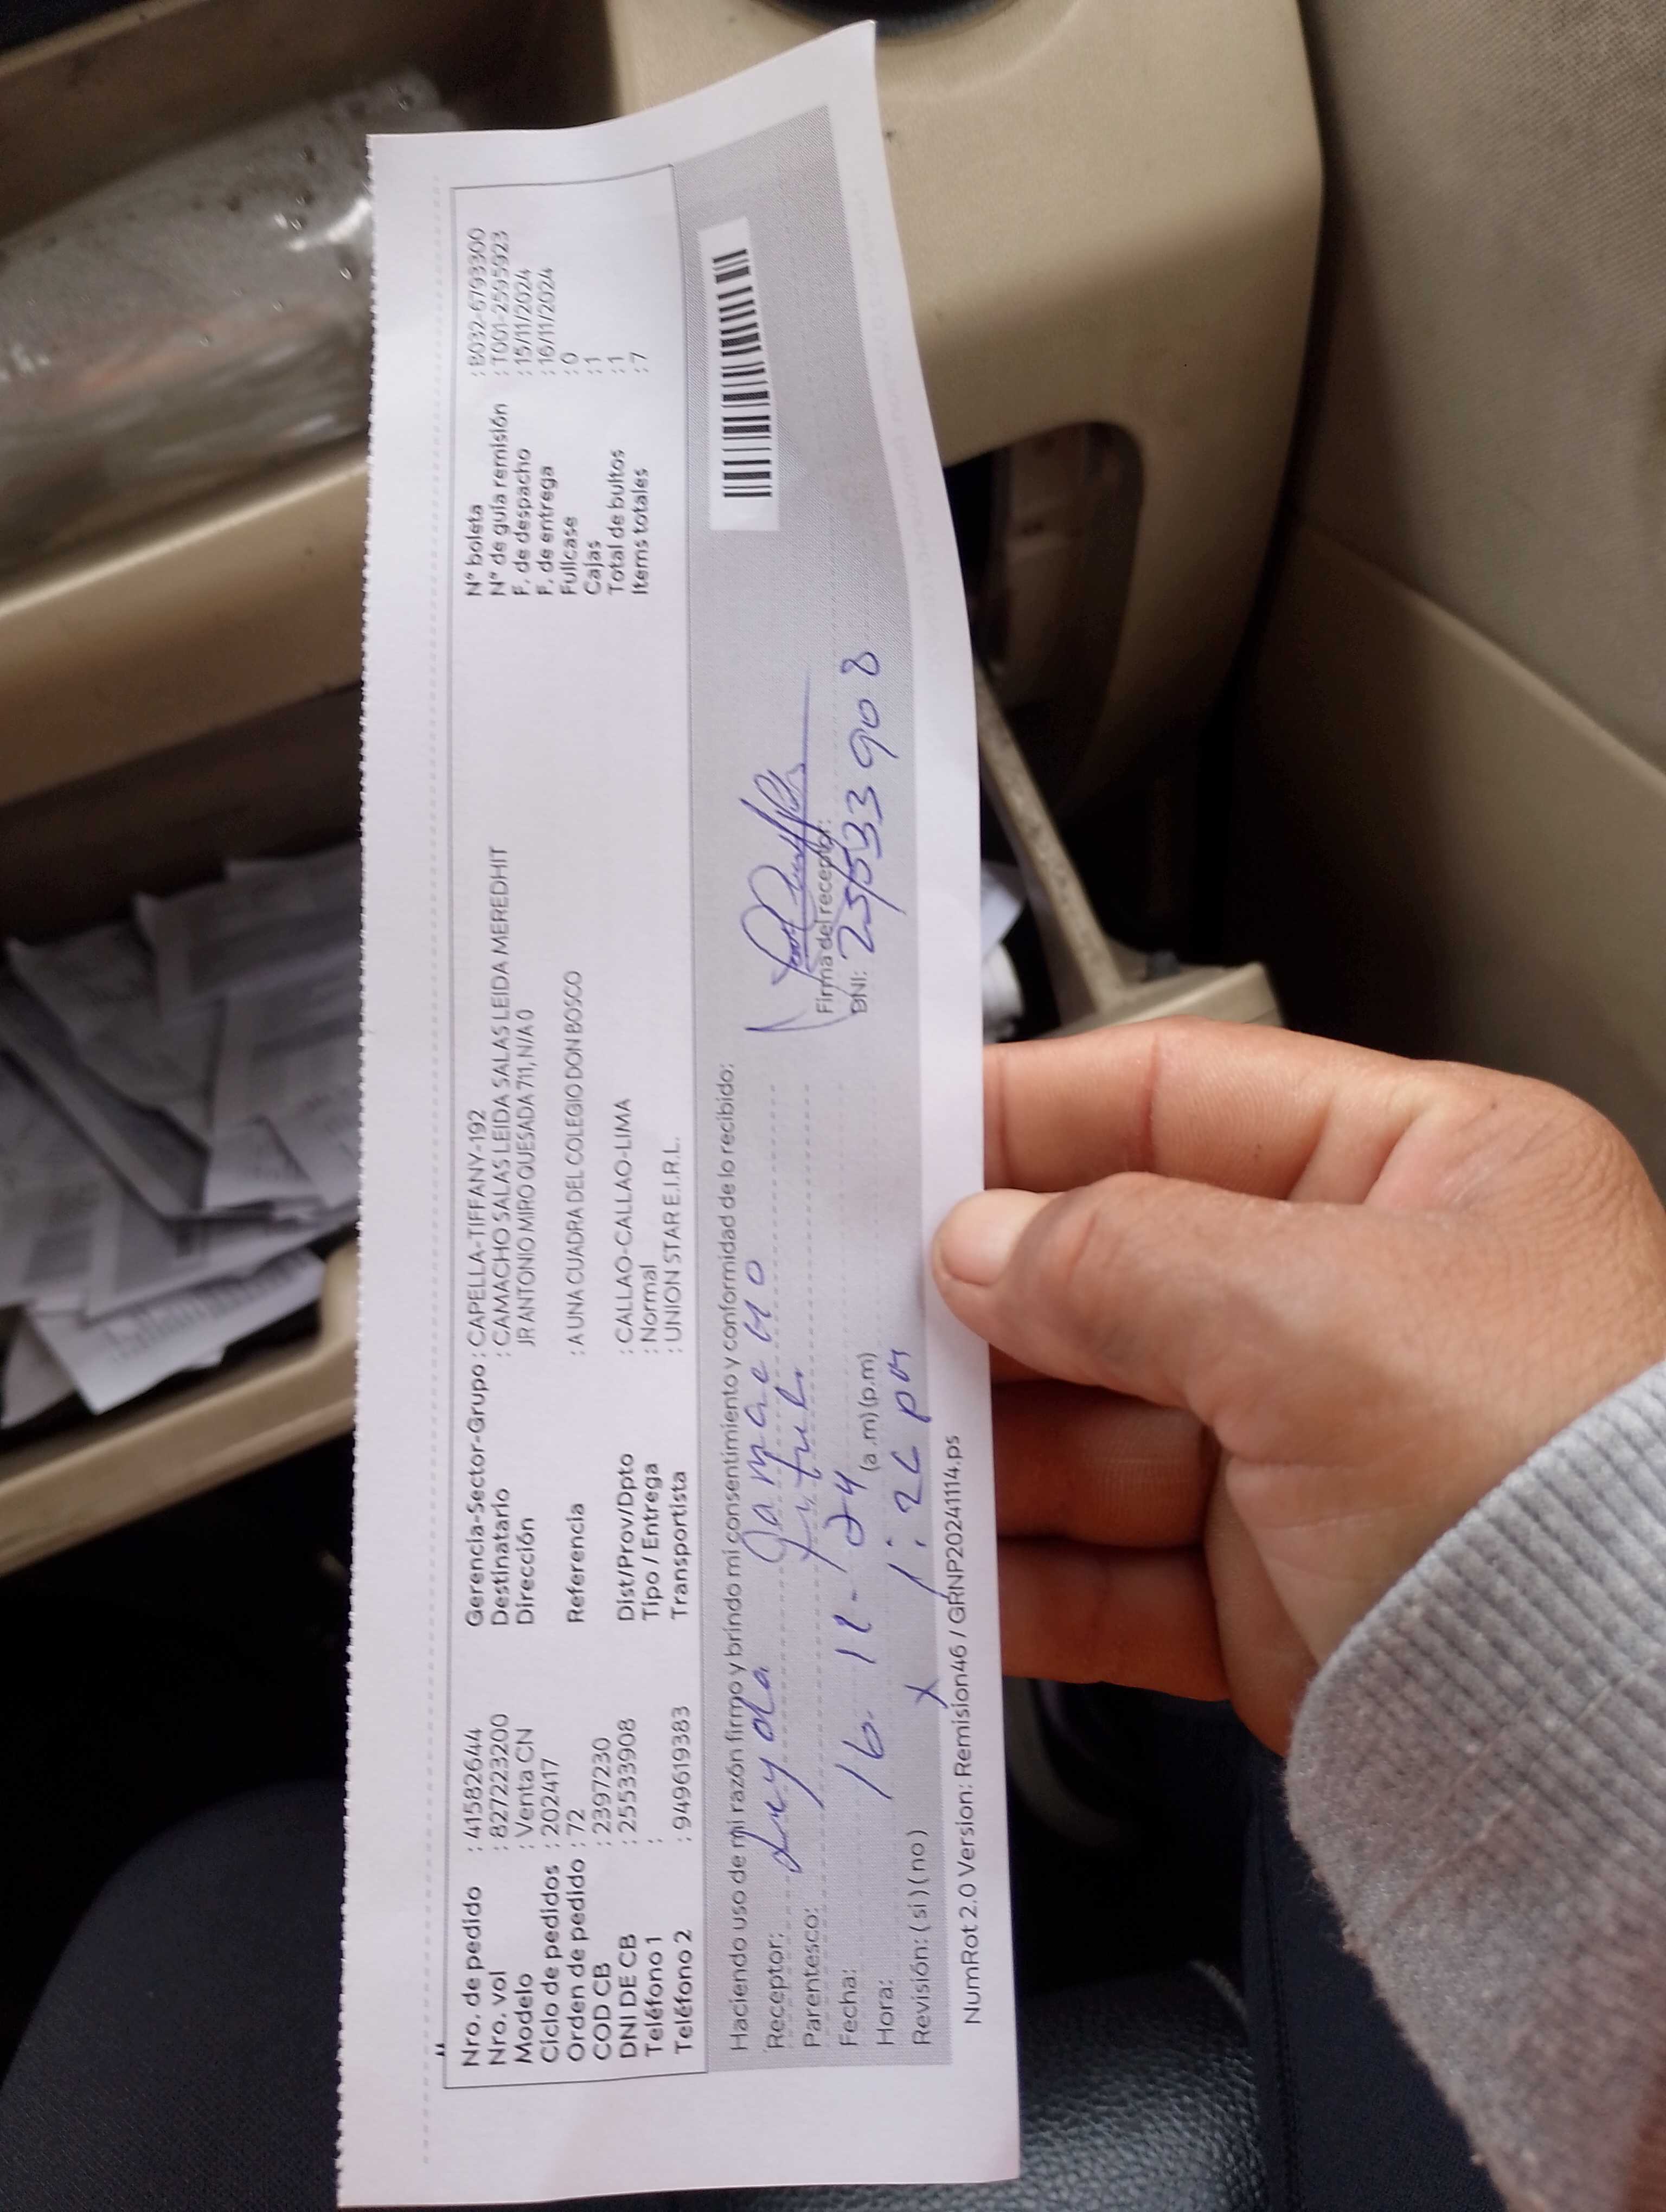 Nro. de pedido : 41582644
Nro. vol : 827223200
Modelo : Venta CN
Ciclo de pedidos : 202417
Orden de pedido : 72
COD CB : 2397230
DNI DE CB : 25533908
Teléfono 1 :
Teléfono 2 : 949619383
Gerencia-Sector-Grupo : CAPELLA-TIFFANY-192
Destinatario : CAMACHO SALAS LEIDA SALAS LEIDA MEREDHIT
Dirección JR ANTONIO MIRO QUESADA 711, N/A 0
Referencia : A UNA CUADRA DEL COLEGIO DON BOSCO
Dist/Prov/Dpto : CALLAO-CALLAO-LIMA
Tipo / Entrega : Normal
Transportista : UNION STAR E.I.R.L.
N° boleta : B032-6793300
N° de guía remisión : T001-2595923
F. de despacho : 15/11/2024
F. de entrega : 16/11/2024
Fullcase : 0
Cajas : 1
Total de bultos : 1
Items totales : 7
Haciendo uso de mi razón firmo y brindo mi consentimiento y conformidad de lo recibido:
Receptor: Leyda Camacho
Parentesco:
Fecha: 16-11-24
Hora: 1:26 pm (a.m) (p.m)
Revisión: (si) (no) x
Firma del receptor:
DNI: 25533908
NumRot 2.0 Version: Remision46 / GRNP20241114.ps